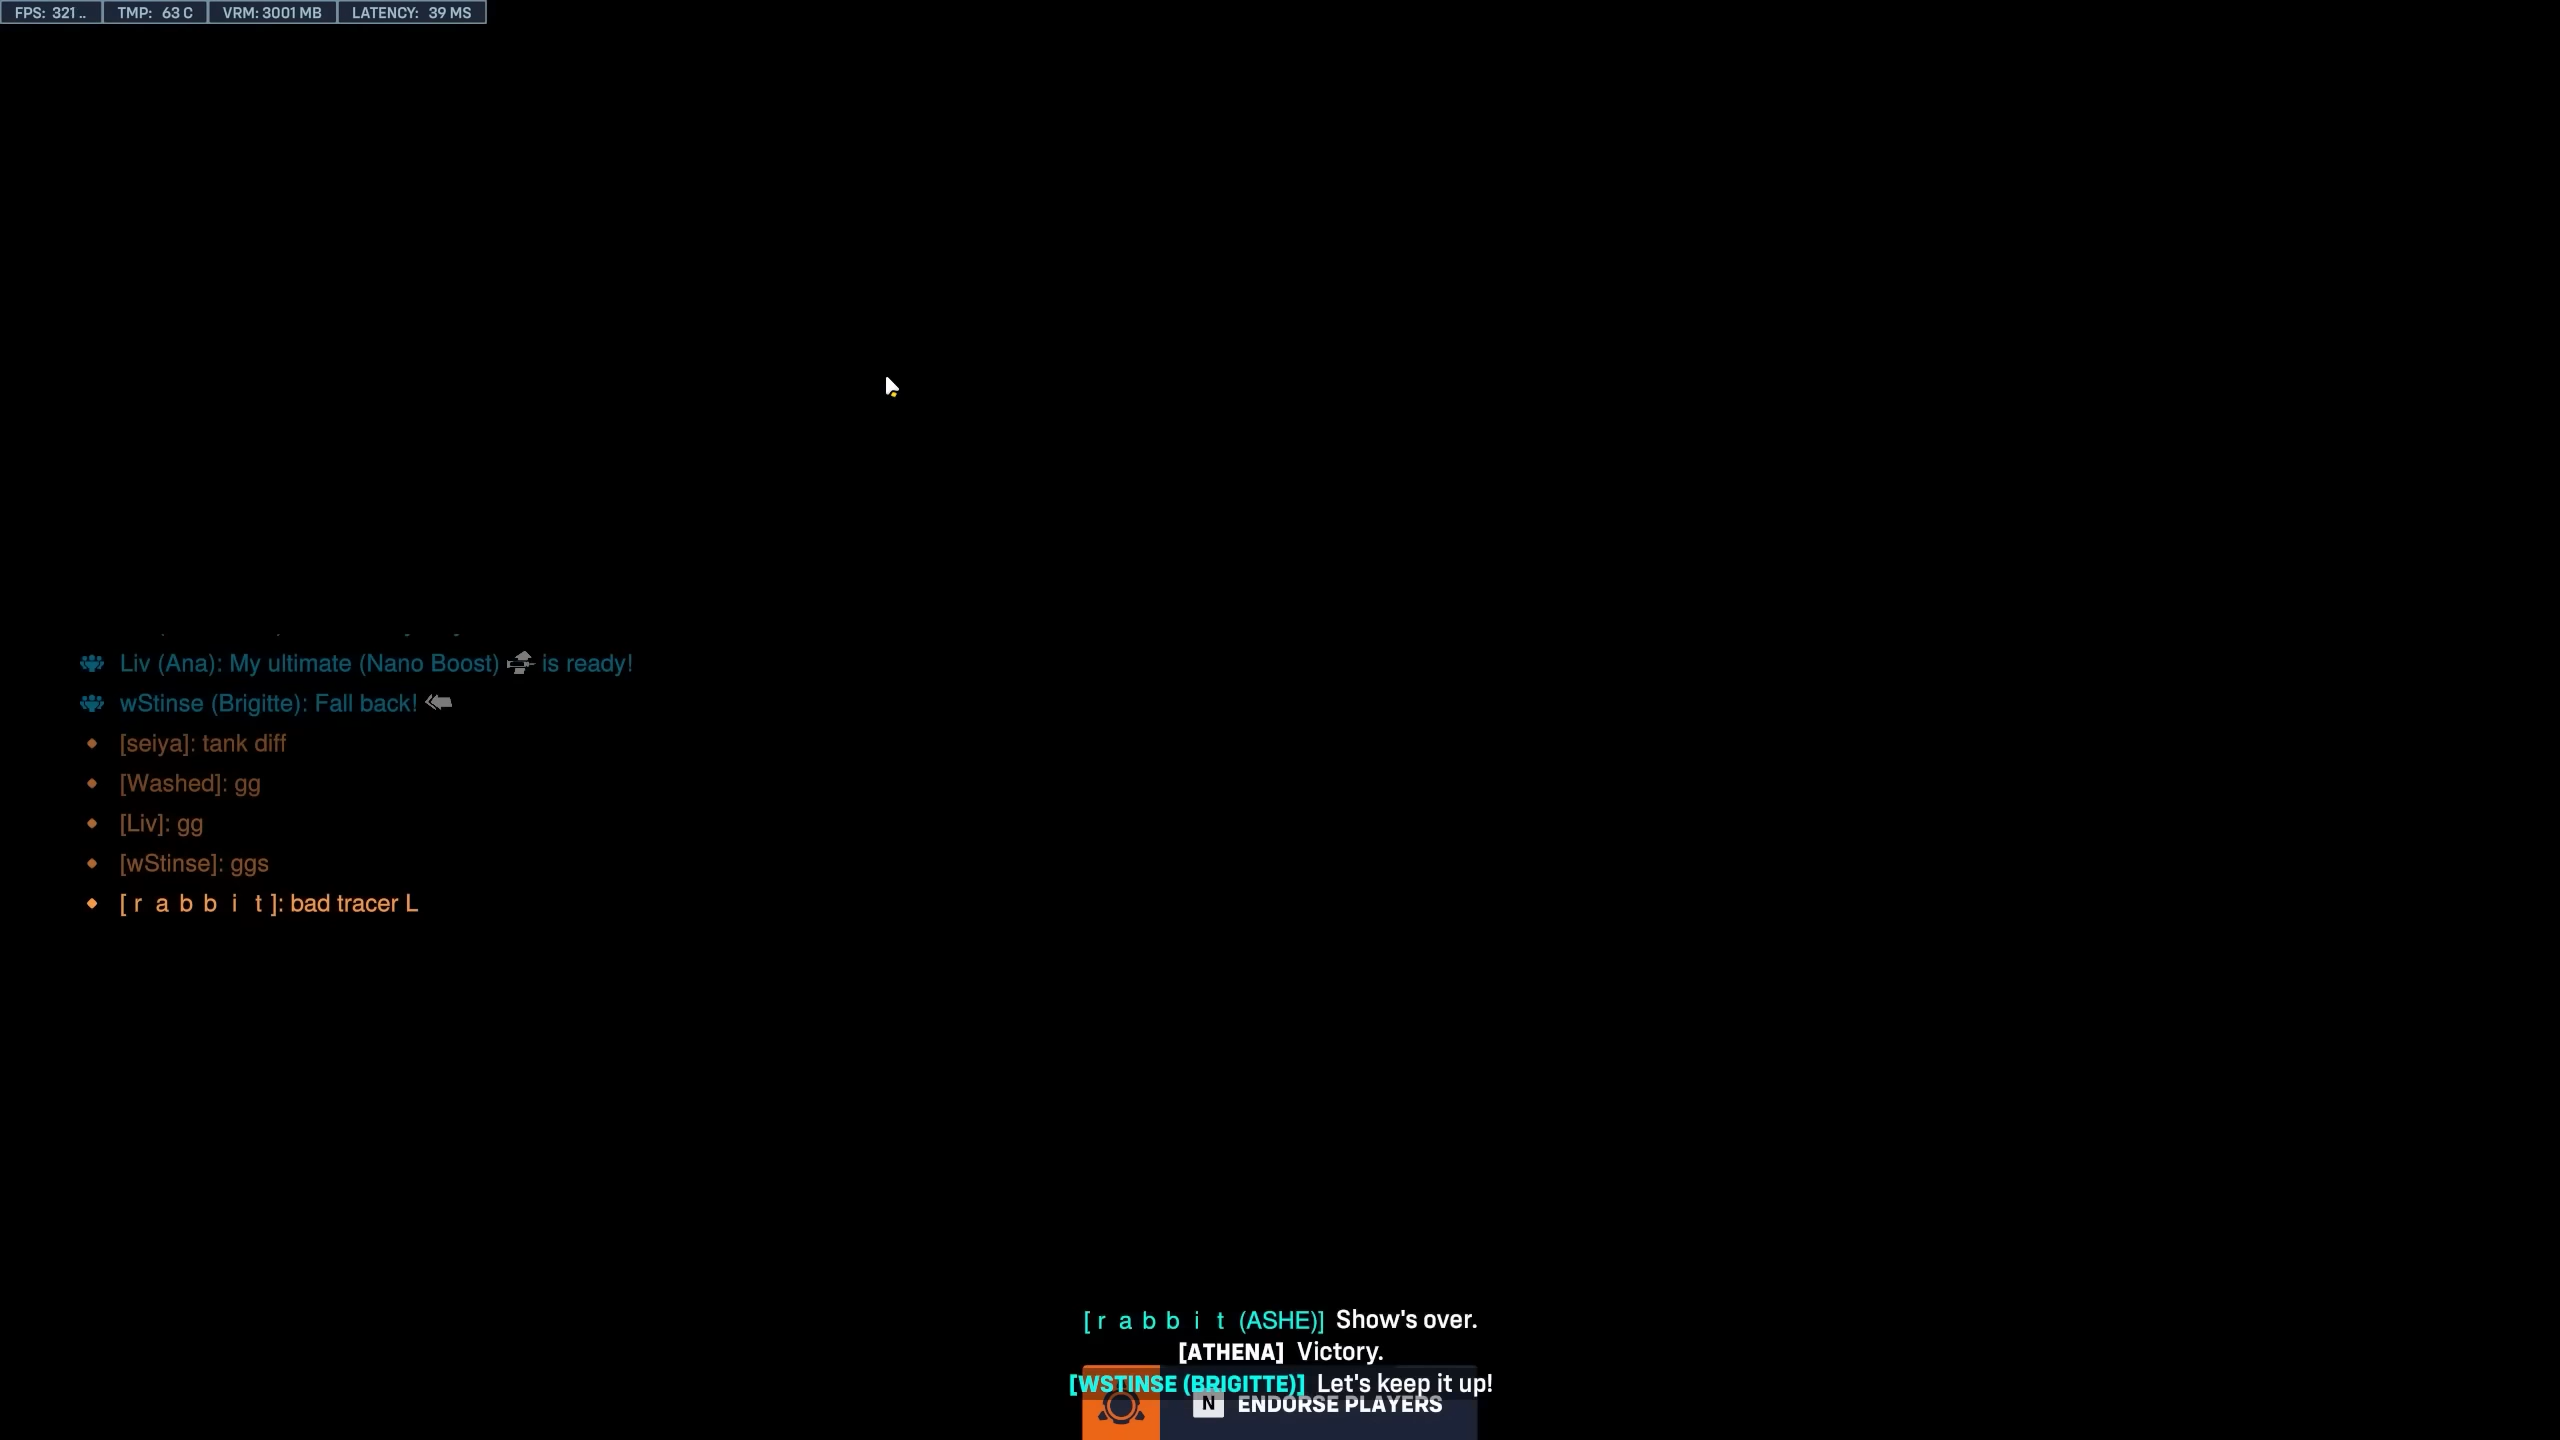 FPS: 321 .. TMP: 63 C VRM: 3001 MB LATENCY: 39 MS
Liv (Ana): My ultimate (Nano Boost) is ready!
wStinse (Brigitte): Fall back!
[seiya]: tank diff
[Washed]: gg
[Liv]: gg
[wStinse]: ggs
[ r a b b i t ]: bad tracer L
[ r a b b i t (ASHE)] Show's over.
[ATHENA] Victory.
[WSTINSE (BRIGITTE)] Let's keep it up!
N ENDORSE PLAYERS